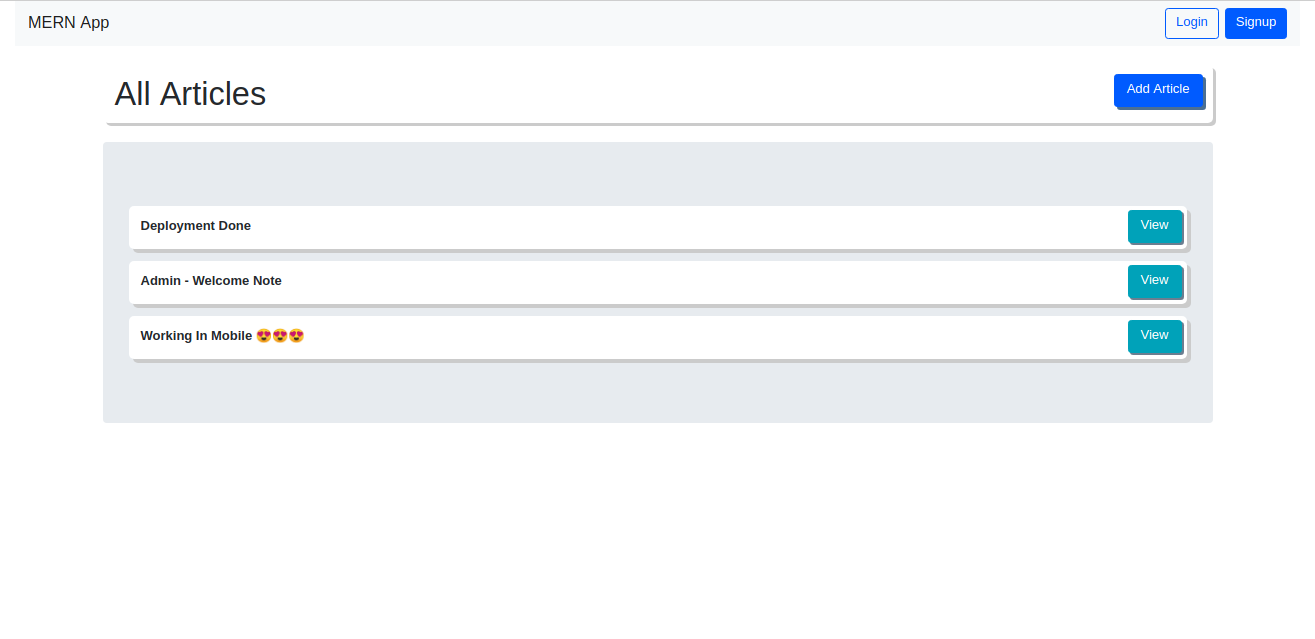 MERN App Login Signup
All Articles Add Article
Deployment Done View
Admin - Welcome Note View
Working In Mobile 😍😍😍 View